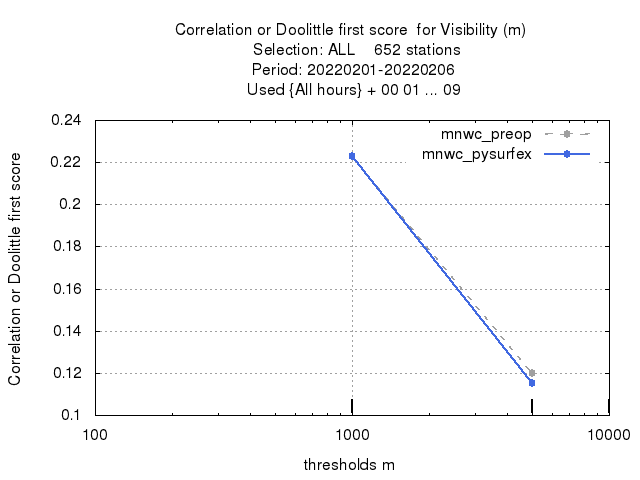 Correlation or Doolittle first score  for Visibility (m)
Selection: ALL    652 stations
Period: 20220201-20220206
Used {All hours} + 00 01 ... 09
mnwc_preop
mnwc_pysurfex
Correlation or Doolittle first score
0.24
0.22
0.2
0.18
0.16
0.14
0.12
0.1
100
1000
10000
thresholds m